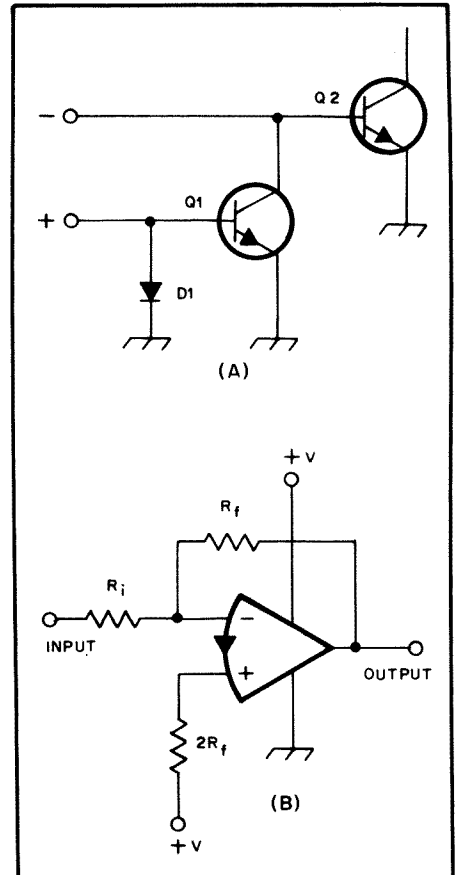 Q2
−
Q1
+
D1
(A)
+ V
R_f
R_i
−
INPUT
+
OUTPUT
2R_f
(B)
+ V